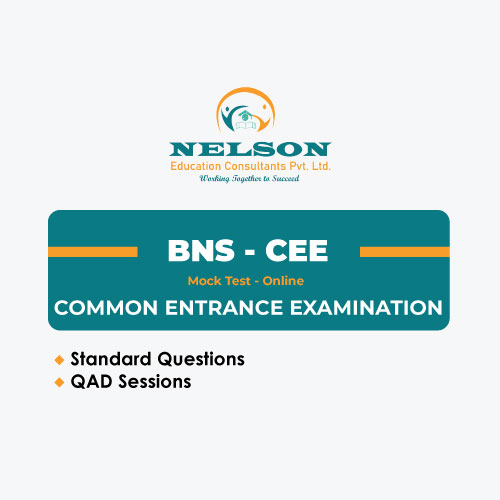 NELSON
Education Consultants Pvt. Ltd.
Working Together to Succeed
BNS - CEE
Mock Test - Online
COMMON ENTRANCE EXAMINATION
Standard Questions
QAD Sessions